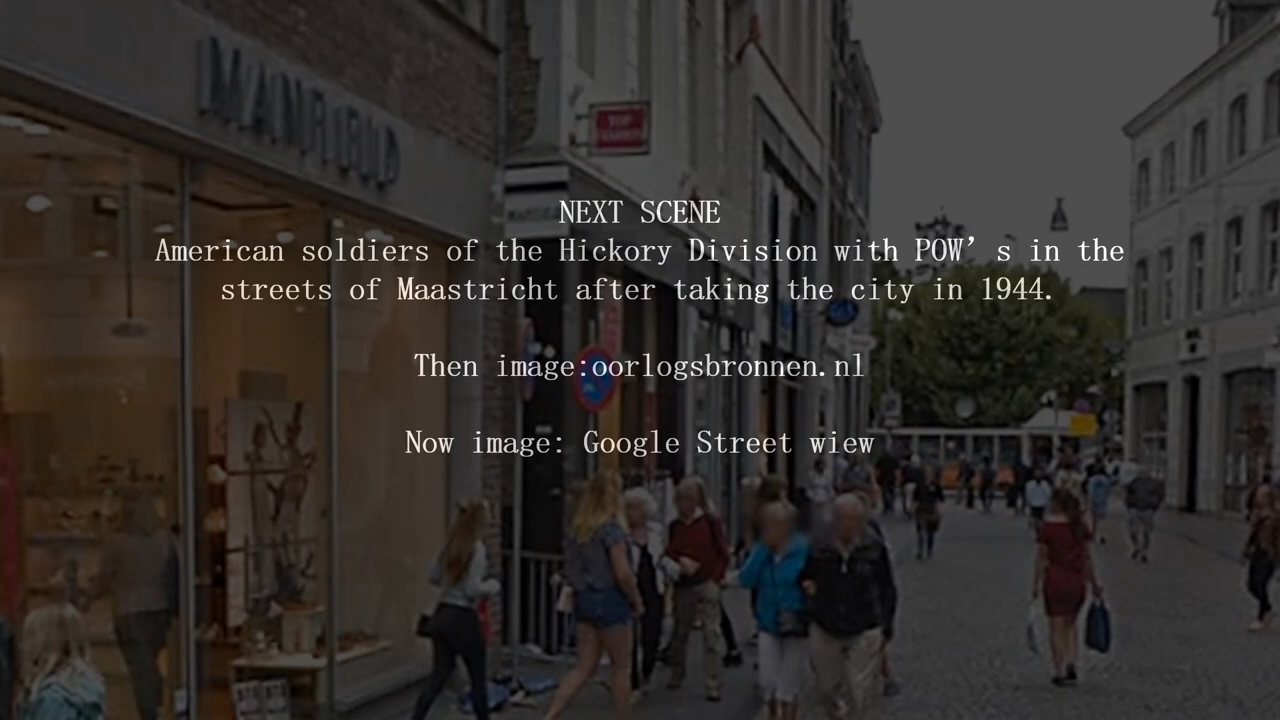 MANFIELD
NEXT SCENE
American soldiers of the Hickory Division with POW’s in the
streets of Maastricht after taking the city in 1944.
Then image:oorlogsbronnen.nl
Now image: Google Street wiew